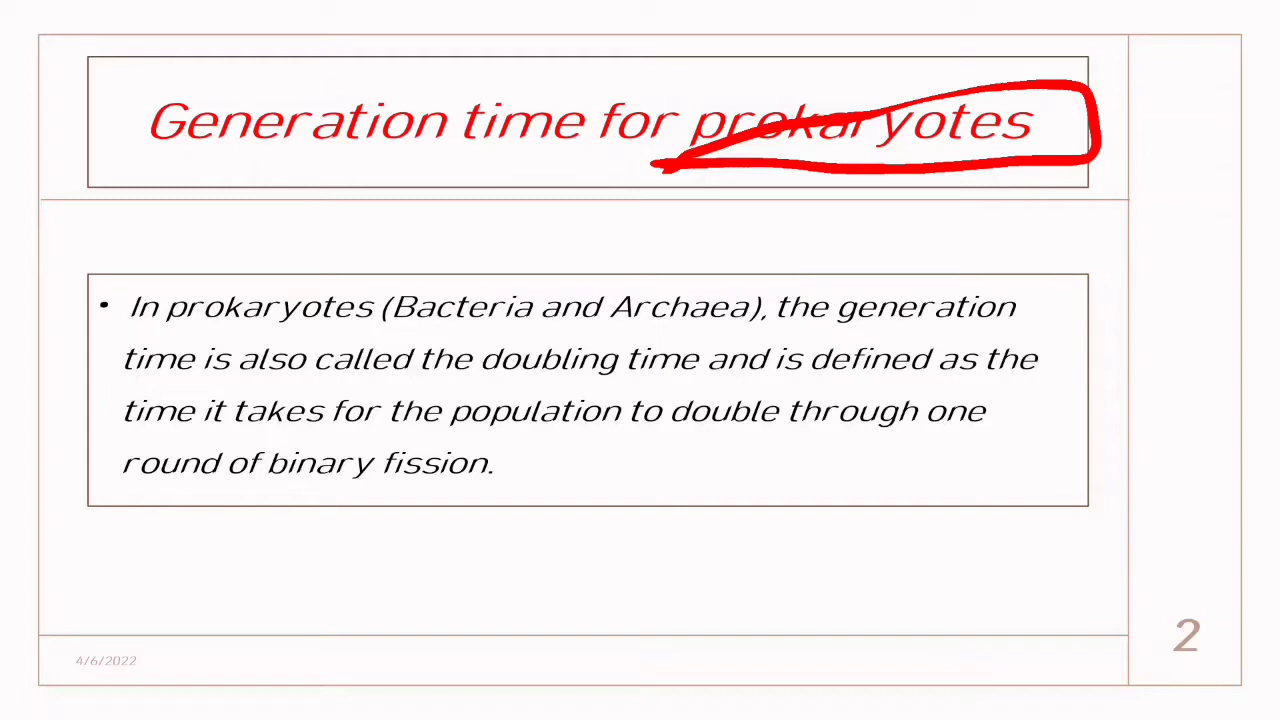 Generation time for prokaryotes
• In prokaryotes (Bacteria and Archaea), the generation
time is also called the doubling time and is defined as the
time it takes for the population to double through one
round of binary fission.
2
4/6/2022